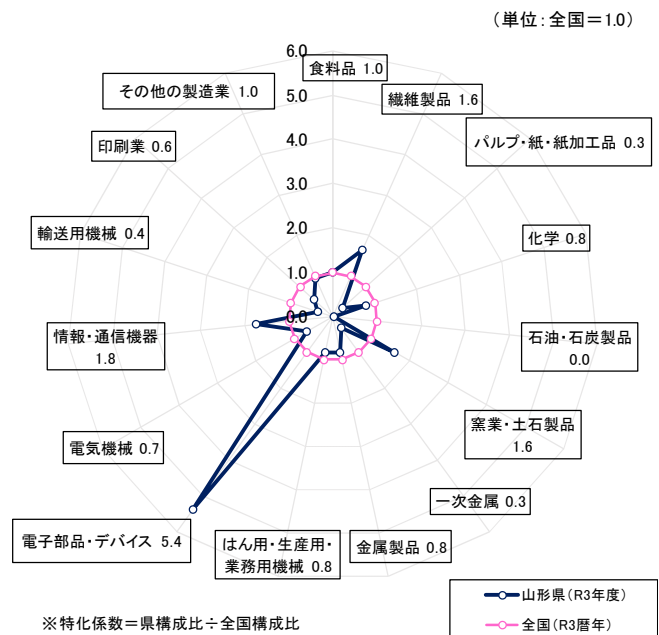 （単位：全国＝1.0）
6.0
5.0
4.0
3.0
2.0
1.0
0.0
食料品 1.0
繊維製品 1.6
パルプ・紙・紙加工品 0.3
化学 0.8
石油・石炭製品
0.0
窯業・土石製品
1.6
一次金属 0.3
金属製品 0.8
はん用・生産用・
業務用機械 0.8
電子部品・デバイス 5.4
電気機械 0.7
情報・通信機器
1.8
輸送用機械 0.4
印刷業 0.6
その他の製造業 1.0
山形県（R3年度）
全国（R3暦年）
※特化係数＝県構成比÷全国構成比